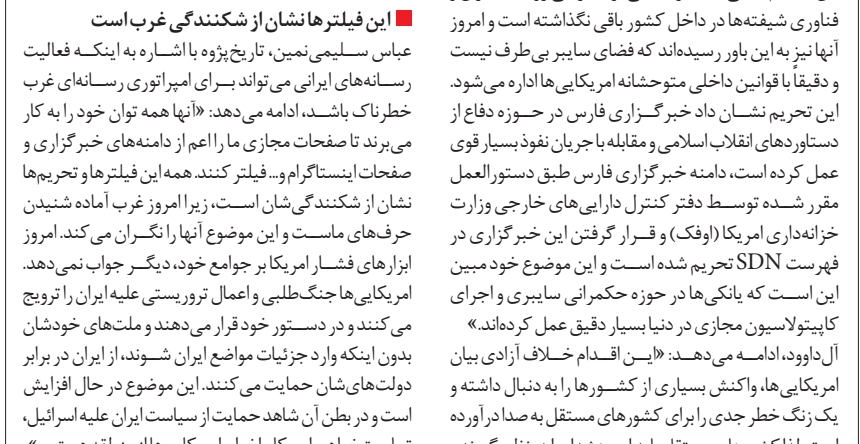 فناوری شیفته‌ها در داخل کشور باقی نگذاشته است و امروز
آنها نیز به این باور رسیده‌اند که فضای سایبر بی‌طرف نیست
و دقیقاً با قوانین داخلی متوحشانه امریکایی‌ها اداره می‌شود.
این تحریم نشان داد خبرگزاری فارس در حوزه دفاع از
دستاوردهای انقلاب اسلامی و مقابله با جریان نفوذ بسیار قوی
عمل کرده است، دامنه خبرگزاری فارس طبق دستورالعمل
مقرر شده توسط دفتر کنترل دارایی‌های خارجی وزارت
خزانه‌داری امریکا (اوفک) و قرار گرفتن این خبرگزاری در
فهرست SDN تحریم شده است و این موضوع خود مبین
این است که یانکی‌ها در حوزه حکمرانی سایبری و اجرای
کاپیتولاسیون مجازی در دنیا بسیار دقیق عمل کرده‌اند.»
آل‌داوود، ادامه می‌دهد: «این اقدام خلاف آزادی بیان
امریکایی‌ها، واکنش بسیاری از کشورها را به دنبال داشته و
یک زنگ خطر جدی را برای کشورهای مستقل به صدا درآورده
این فیلترها نشان از شکنندگی غرب است
عباس سلیمی‌نمین، تاریخ‌پژوه با اشاره به اینکه فعالیت
رسانه‌های ایرانی می‌تواند برای امپراتوری رسانه‌ای غرب
خطرناک باشد، ادامه می‌دهد: «آنها همه توان خود را به کار
می‌برند تا صفحات مجازی ما را اعم از دامنه‌های خبرگزاری و
صفحات اینستاگرام و... فیلتر کنند. همه این فیلترها و تحریم‌ها
نشان از شکنندگی‌شان است، زیرا امروز غرب آماده شنیدن
حرف‌های ماست و این موضوع آنها را نگران می‌کند. امروز
ابزارهای فشار امریکا بر جوامع خود، دیگر جواب نمی‌دهد.
امریکایی‌ها جنگ‌طلبی و اعمال تروریستی علیه ایران را ترویج
می‌کنند و در دستور خود قرار می‌دهند و ملت‌های خودشان
بدون اینکه وارد جزئیات مواضع ایران شوند، از ایران در برابر
دولت‌های‌شان حمایت می‌کنند. این موضوع در حال افزایش
است و در بطن آن شاهد حمایت از سیاست ایران علیه اسرائیل،